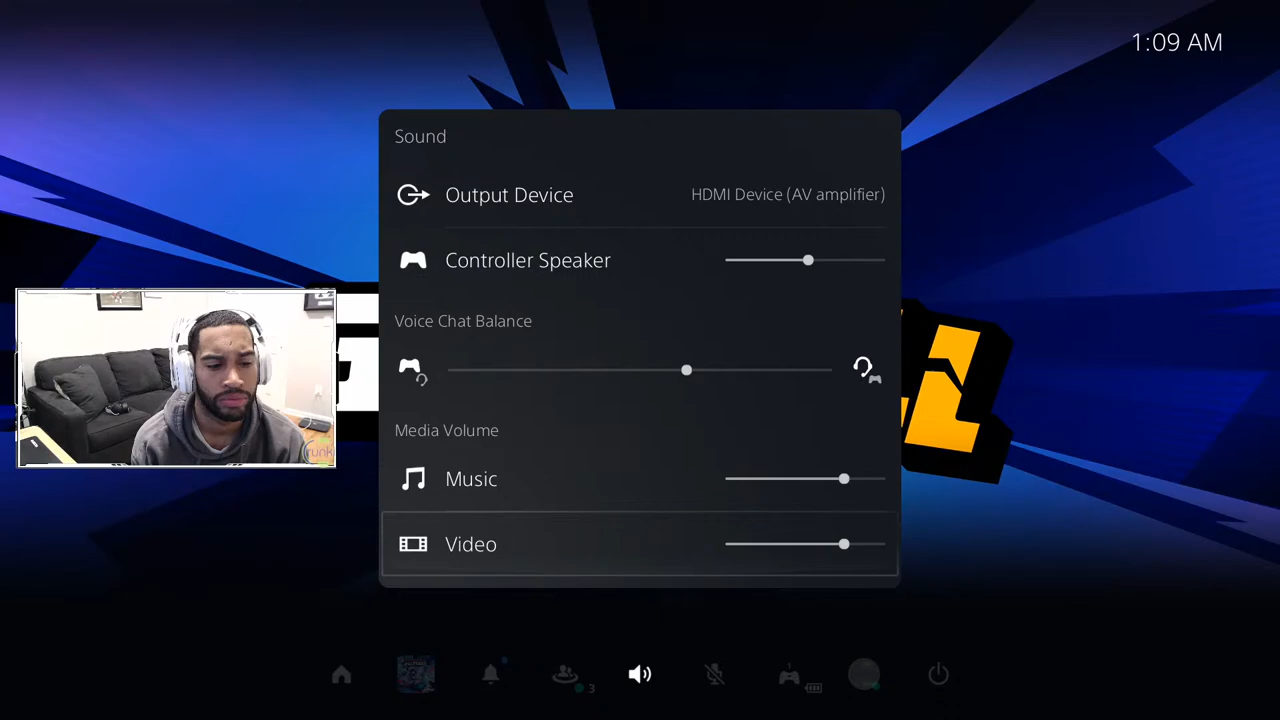 1:09 AM
Sound
Output Device HDMI Device (AV amplifier)
Controller Speaker
Voice Chat Balance
Media Volume
Music
Video
3